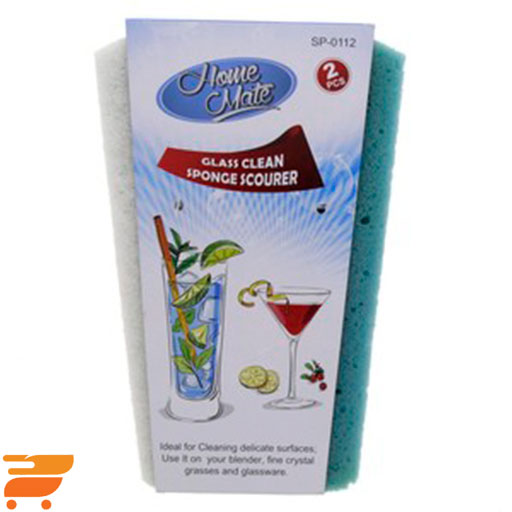 SP-0112
Home
Mate
2
PCS
GLASS CLEAN
SPONGE SCOURER
Ideal for Cleaning delicate surfaces,
Use it on your blender, fine crystal
grasses and glassware.